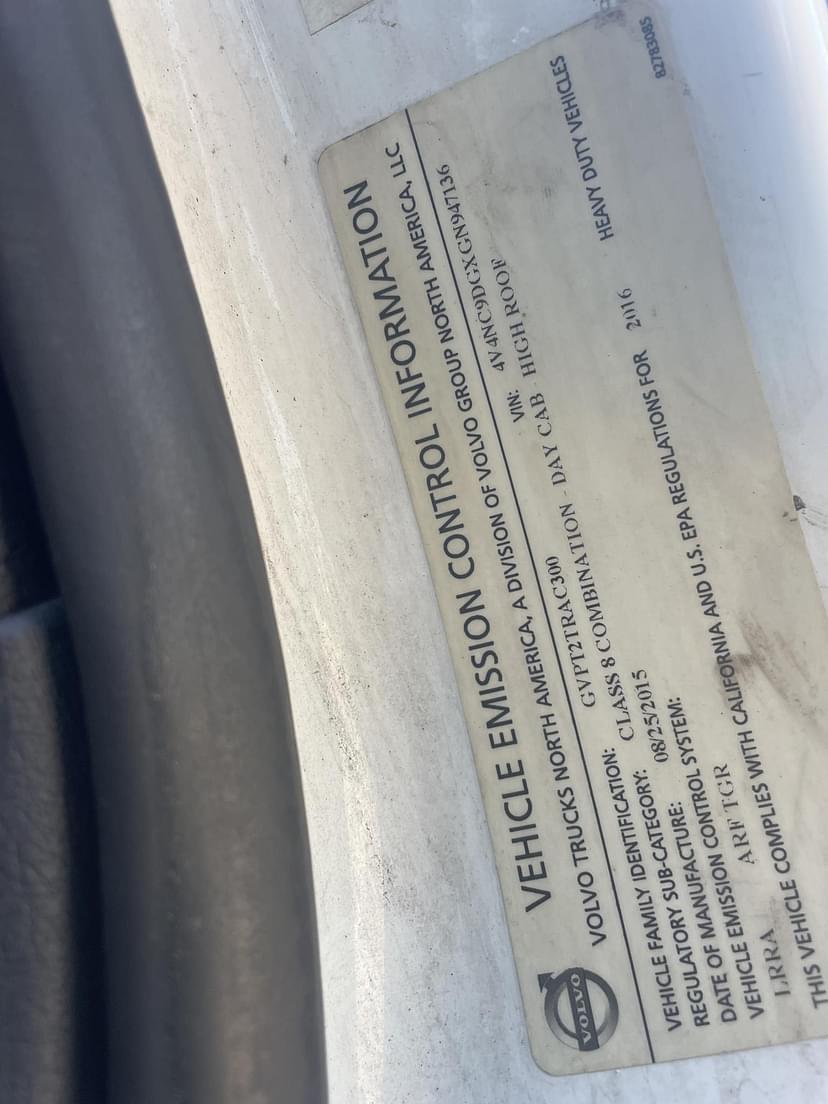 VEHICLE EMISSION CONTROL INFORMATION
VOLVO TRUCKS NORTH AMERICA, A DIVISION OF VOLVO GROUP NORTH AMERICA, LLC
VOLVO
VIN: 4V4NC9DGXGN947136
VEHICLE FAMILY IDENTIFICATION: GVPT2TRAC300
REGULATORY SUB-CATEGORY: CLASS 8 COMBINATION - DAY CAB - HIGH ROOF
DATE OF MANUFACTURE: 08/25/2015
VEHICLE EMISSION CONTROL SYSTEM:
LRRA ARF TGR
THIS VEHICLE COMPLIES WITH CALIFORNIA AND U.S. EPA REGULATIONS FOR 2016 HEAVY DUTY VEHICLES
82783085